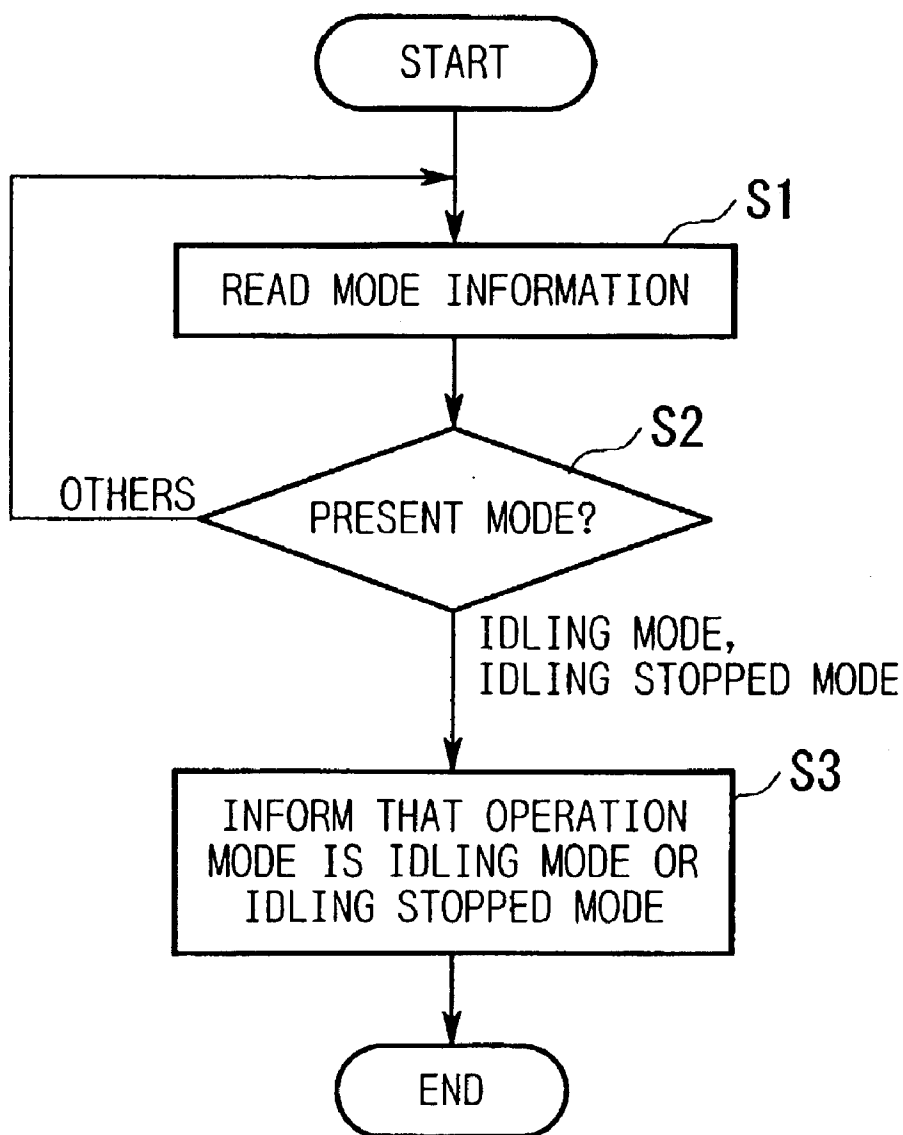 START
S1
READ MODE INFORMATION
S2
OTHERS
PRESENT MODE?
IDLING MODE,
IDLING STOPPED MODE
S3
INFORM THAT OPERATION
MODE IS IDLING MODE OR
IDLING STOPPED MODE
END